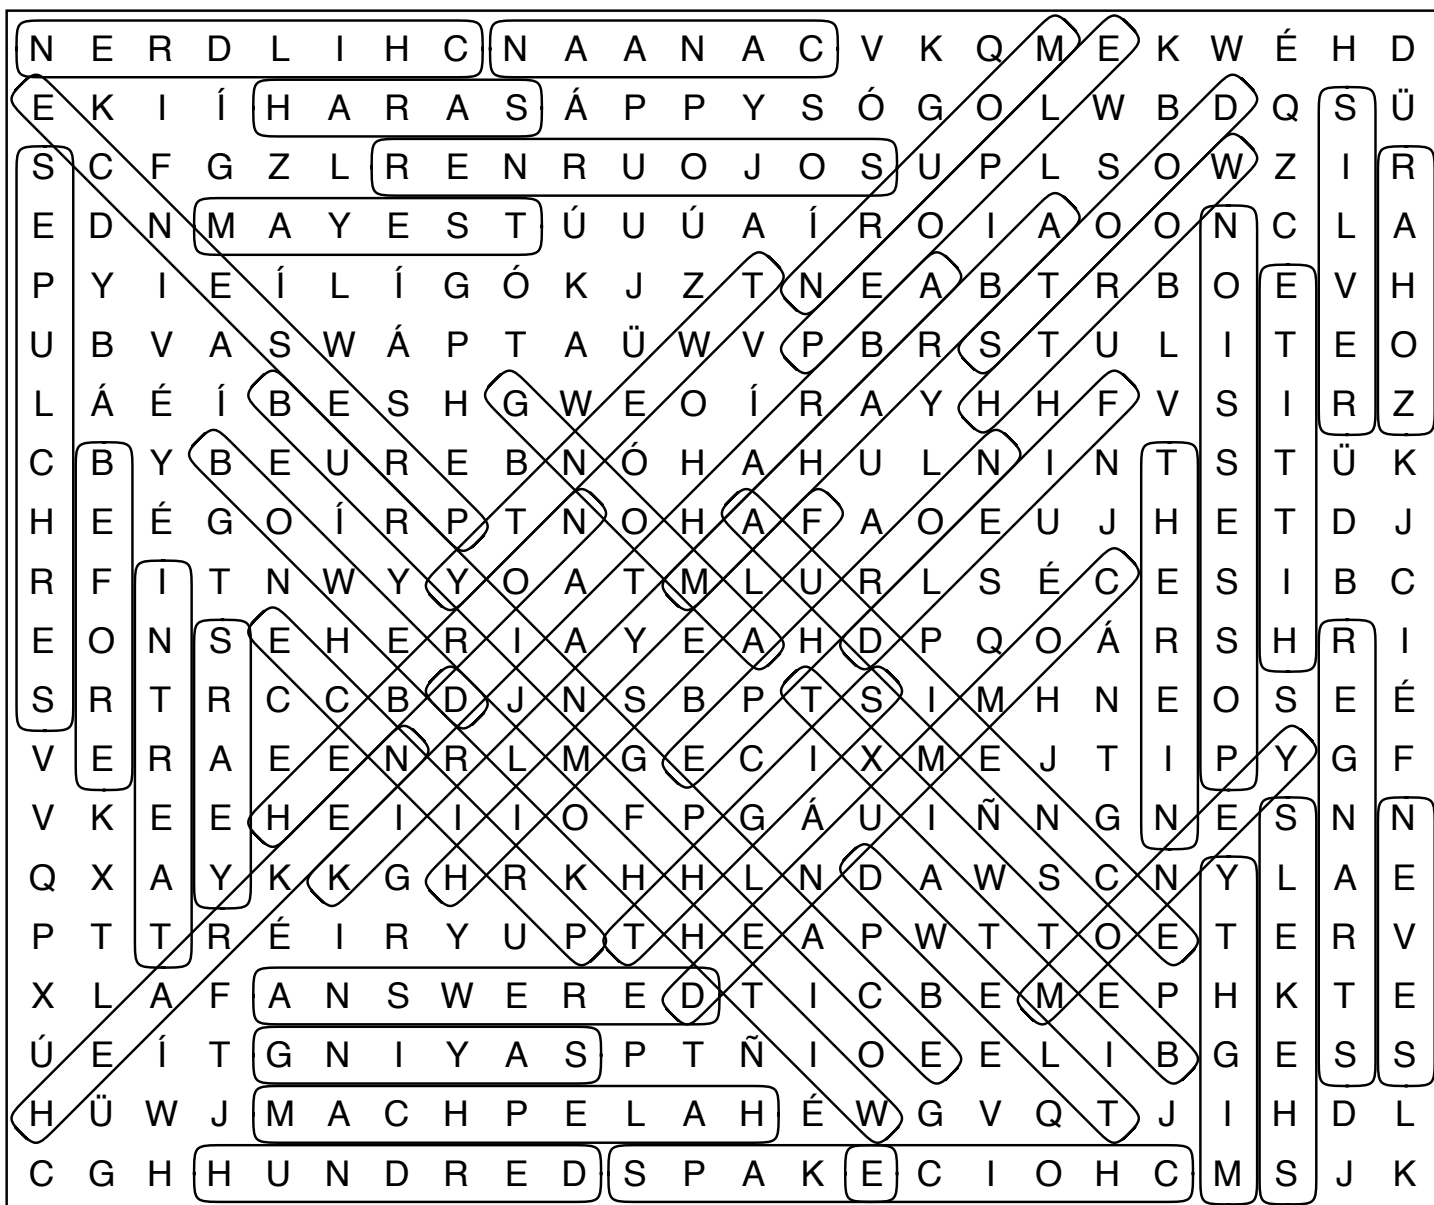 N E R D L I H C N A A N A C V K Q M E K W É H D
E K I Í H A R A S Á P P Y S Ó G O L W B D Q S Ü
S C F G Z L R E N R U O J O S U P L S O W Z I R
E D N M A Y E S T Ú U Ú A Í R O I A O O N C L A
P Y I E Í L Í G Ó K J Z T N E A B T R B O E V H
U B V A S W Á P T A Ü W V P B R S T U L I T E O
L Á É Í B E S H G W E O Í R A Y H H F V S I R Z
C B Y B E U R E B N Ó H A H U L N I N T S T Ü K
H E É G O Í R P T N O H A F A O E U J H E T D J
R F I T N W Y Y O A T M L U R L S É C E S I B C
E O N S E H E R I A Y E A H D P Q O Á R S H R I
S R T R C C B D J N S B P T S I M H N E O S E É
V E R A E E N R L M G E C I X M E J T I P Y G F
V K E E H E I I I O F P G Á U I Ñ N G N E S N N
Q X A Y K K G H R K H H L N D A W S C N Y L A E
P T T R É I R Y U P T H E A P W T T O E T E R V
X L A F A N S W E R E D T I C B E M E P H K T E
Ú E Í T G N I Y A S P T Ñ I O E E L I B G E S S
H Ü W J M A C H P E L A H É W G V Q T J I H D L
C G H H U N D R E D S P A K E C I O H C M S J K